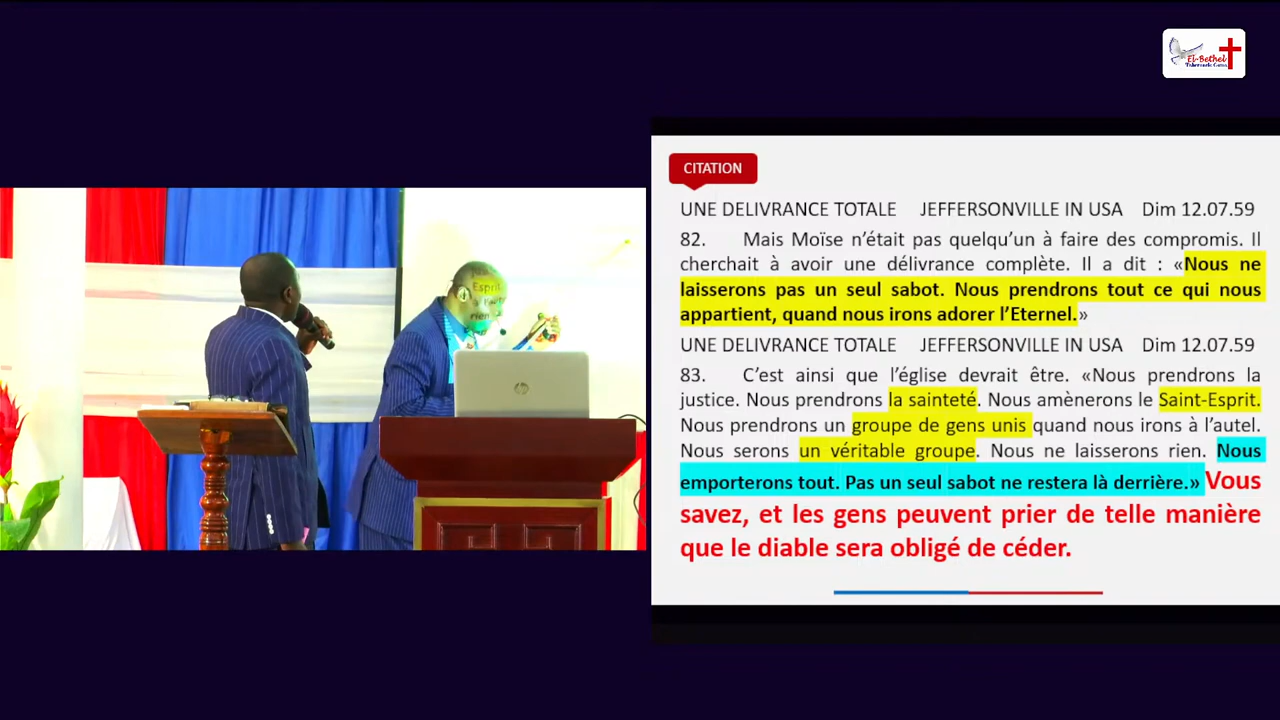 El-Bethel
CITATION
UNE DELIVRANCE TOTALE JEFFERSONVILLE IN USA Dim 12.07.59
82. Mais Moïse n’était pas quelqu’un à faire des compromis. Il
cherchait à avoir une délivrance complète. Il a dit : «Nous ne
laisserons pas un seul sabot. Nous prendrons tout ce qui nous
appartient, quand nous irons adorer l’Eternel.»
UNE DELIVRANCE TOTALE JEFFERSONVILLE IN USA Dim 12.07.59
83. C’est ainsi que l’église devrait être. «Nous prendrons la
justice. Nous prendrons la sainteté. Nous amènerons le Saint-Esprit.
Nous prendrons un groupe de gens unis quand nous irons à l’autel.
Nous serons un véritable groupe. Nous ne laisserons rien. Nous
emporterons tout. Pas un seul sabot ne restera là derrière.» Vous
savez, et les gens peuvent prier de telle manière
que le diable sera obligé de céder.
Esprit
rien
hp